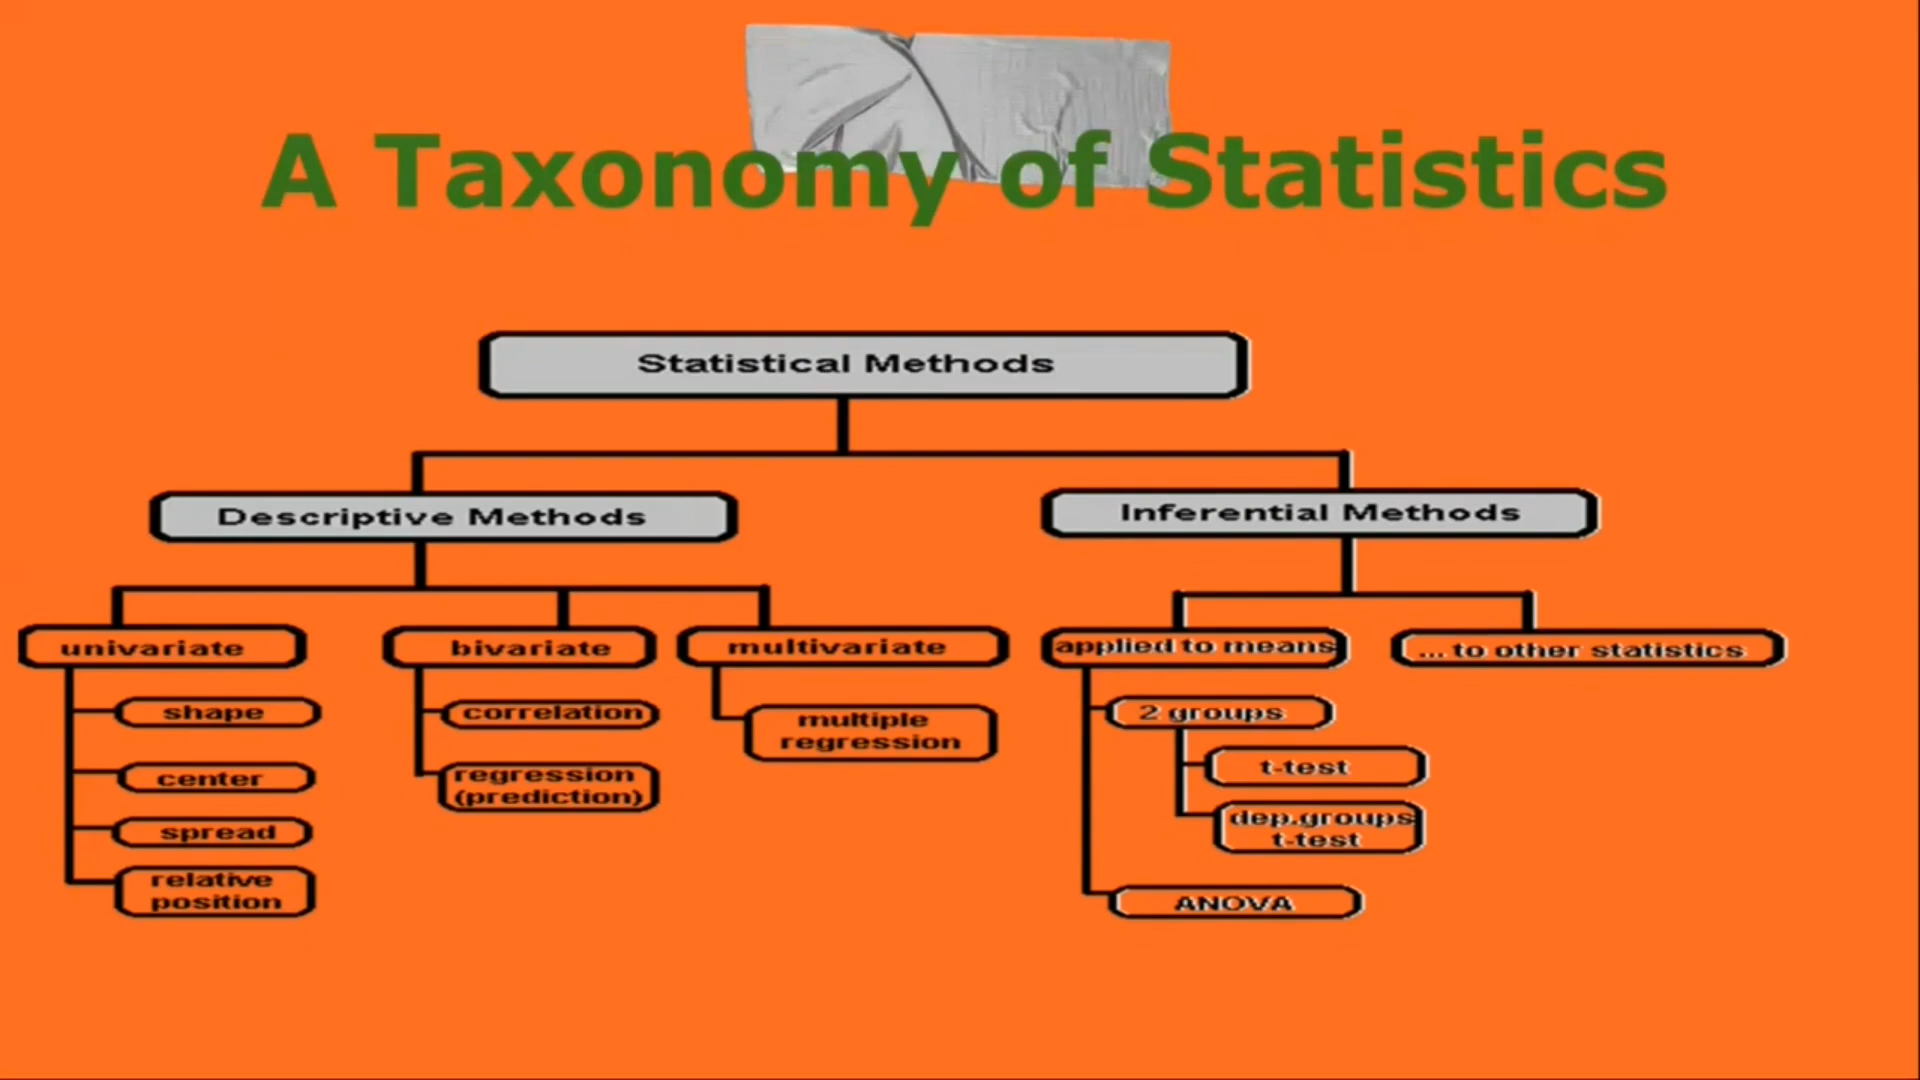 A Taxonomy of Statistics
Statistical Methods
Descriptive Methods
Inferential Methods
univariate
bivariate
multivariate
applied to means
... to other statistics
shape
center
spread
relative
position
correlation
regression
(prediction)
multiple
regression
2 groups
t-test
dep.groups
t-test
ANOVA